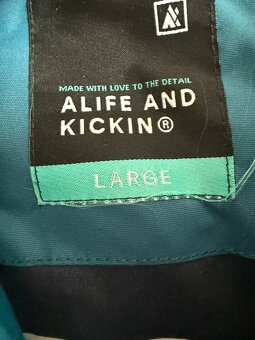 MADE WITH LOVE TO THE DETAIL
ALIFE AND
KICKIN®
LARGE